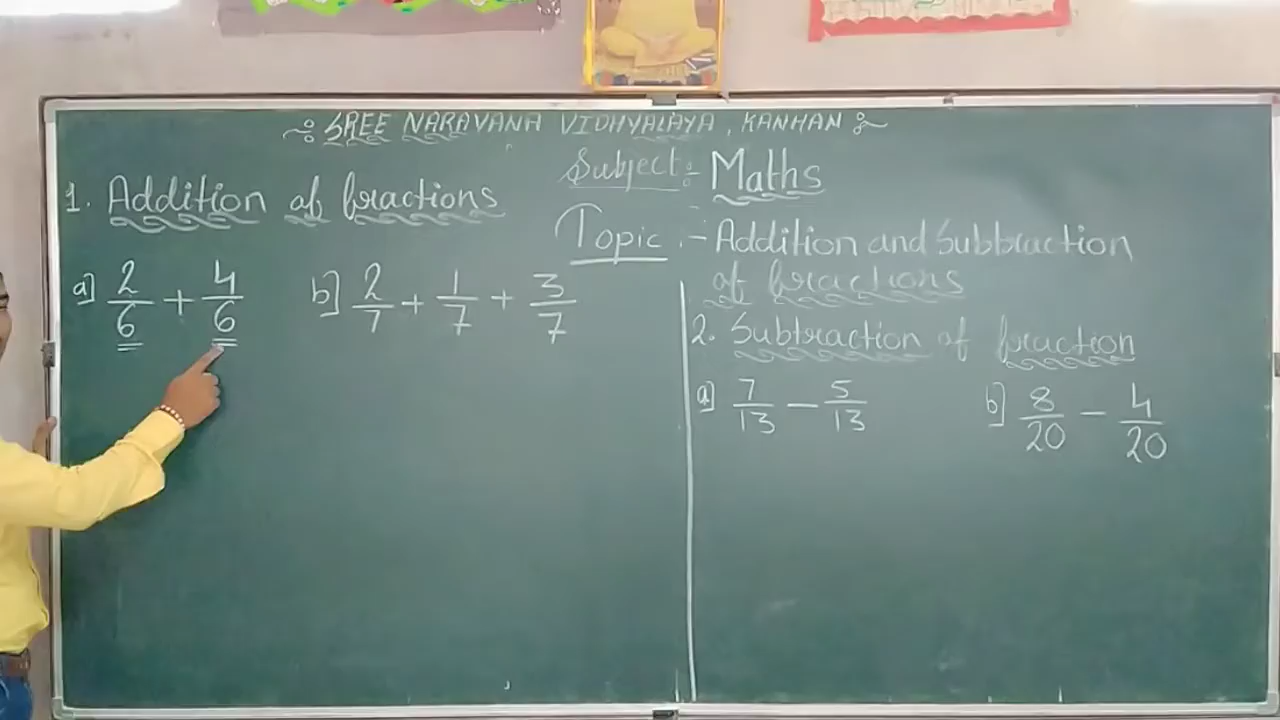 SREE NARAYANA VIDHYALAYA, KANHAN
Subject:- Maths
Topic :- Addition and Subtraction
of fractions
1. Addition of fractions
a] 2/6 + 4/6
b] 2/7 + 1/7 + 3/7
2. Subtraction of fraction
a] 7/13 - 5/13
b] 8/20 - 4/20